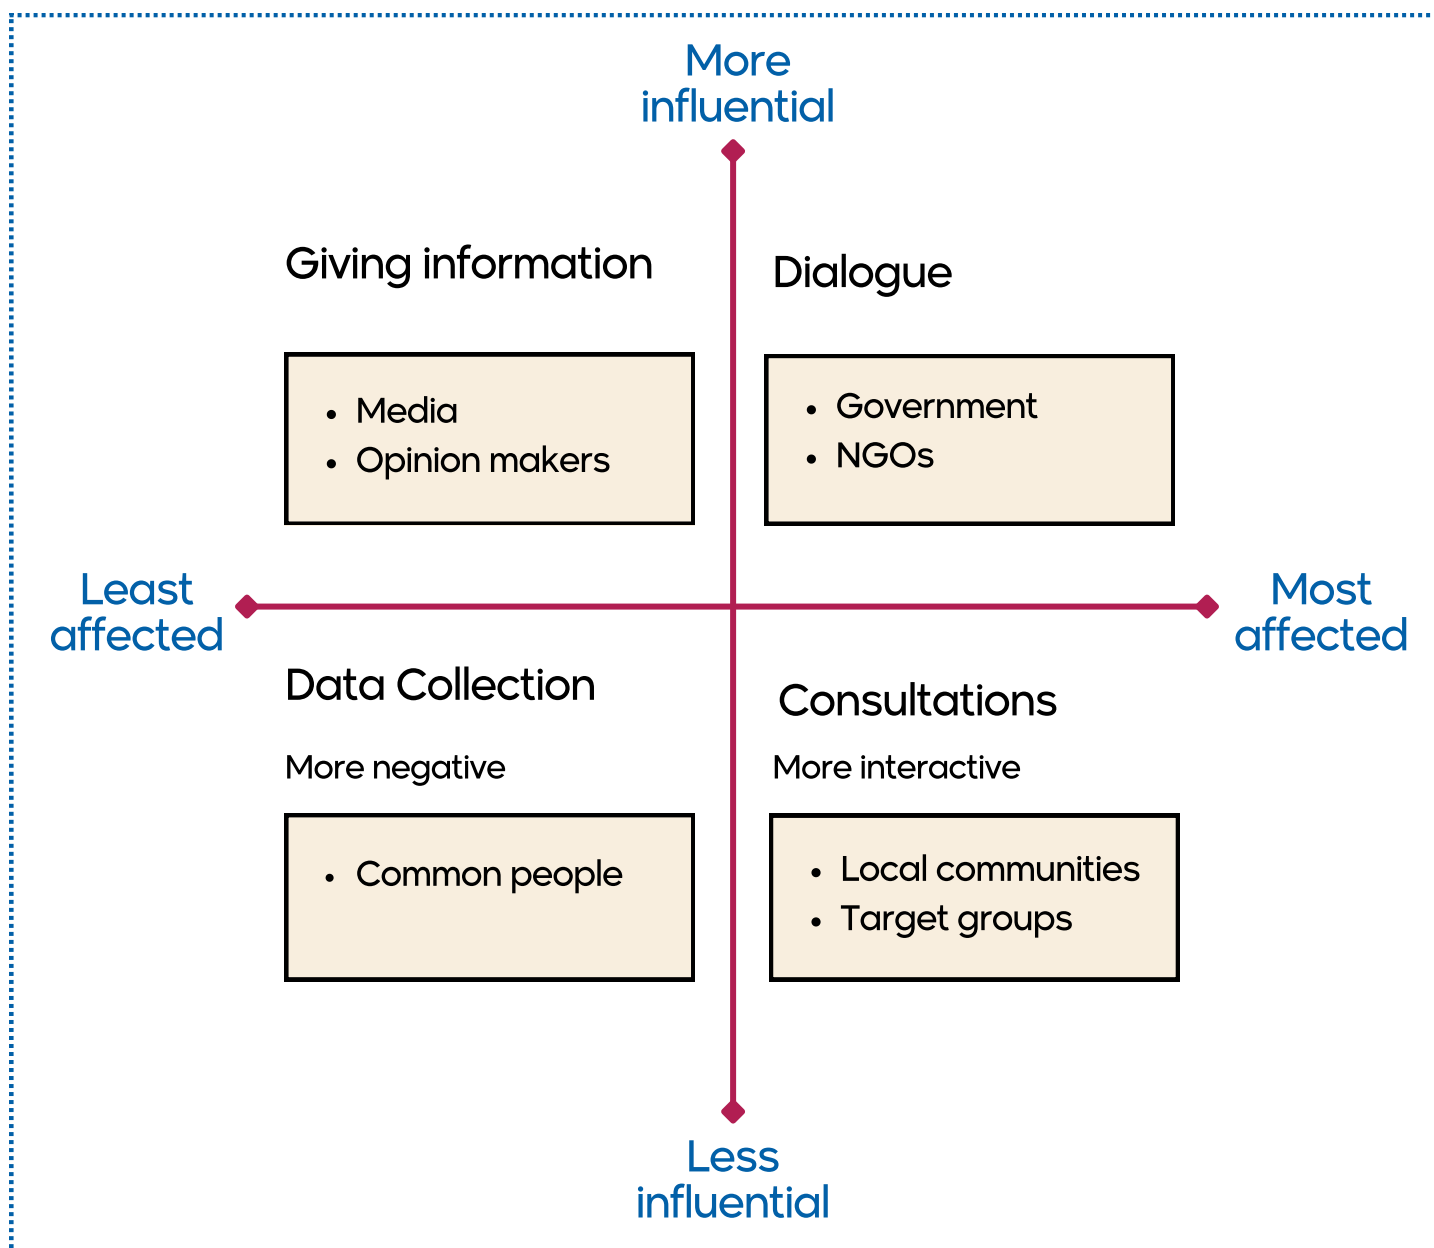 More
influential
Giving information
Dialogue
• Media
• Opinion makers
• Government
• NGOs
Least
affected
Most
affected
Data Collection
Consultations
More negative
More interactive
• Common people
• Local communities
• Target groups
Less
influential